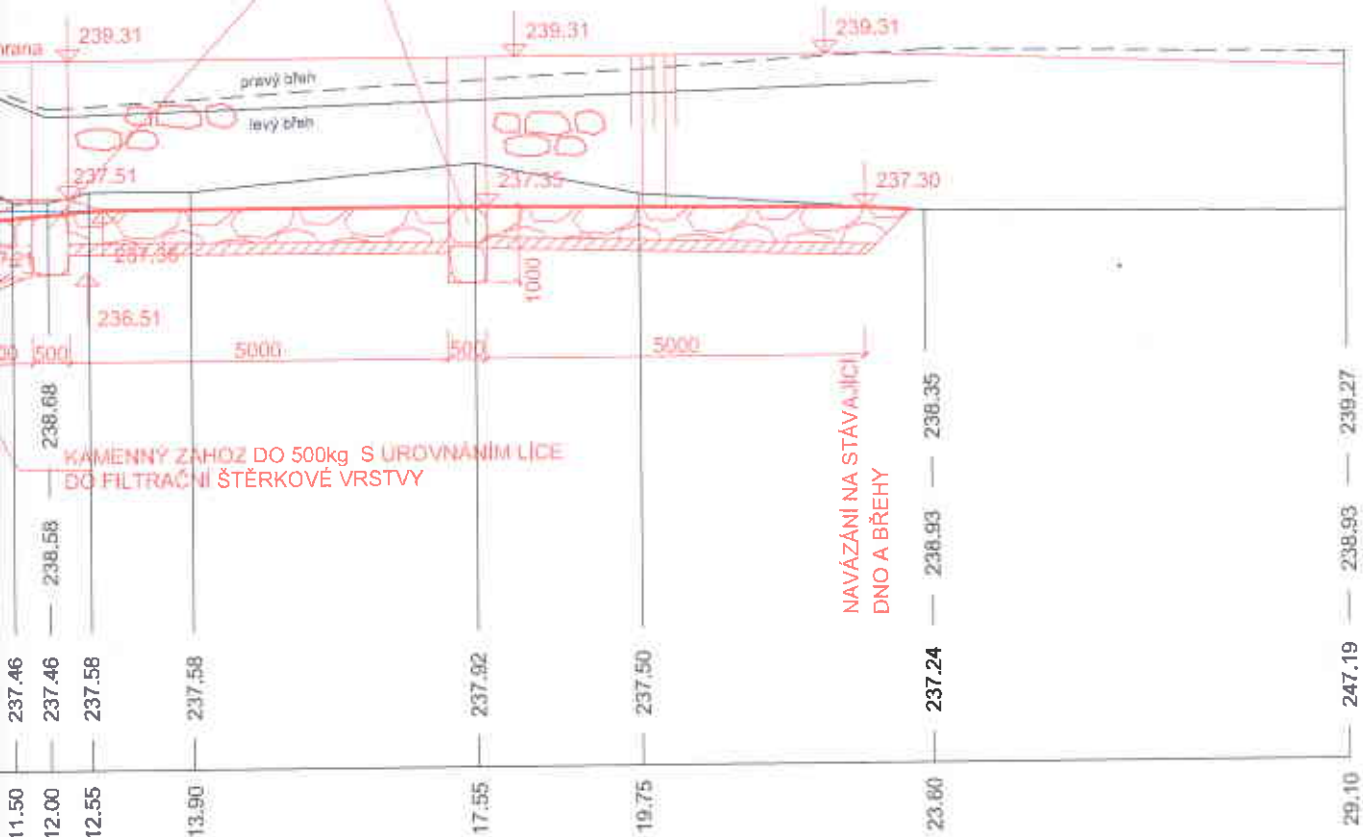 239.31
239.31
239.31
hrana
pravý břeh
levý břeh
237.51
237.35
237.30
237.36
236.51
1000
500
5000
500
5000
KAMENNÝ ZÁHOZ DO 500kg S UROVNÁNÍM LÍCE
DO FILTRAČNÍ ŠTĚRKOVÉ VRSTVY
NAVÁZÁNÍ NA STÁVAJÍCÍ
DNO A BŘEHY
237.46
237.46 — 238.58 — 238.68
237.58
237.58
237.92
237.50
237.24 — 238.93 — 238.35
247.19 — 238.93 — 239.27
11.50
12.00
12.55
13.90
17.55
19.75
23.60
29.10